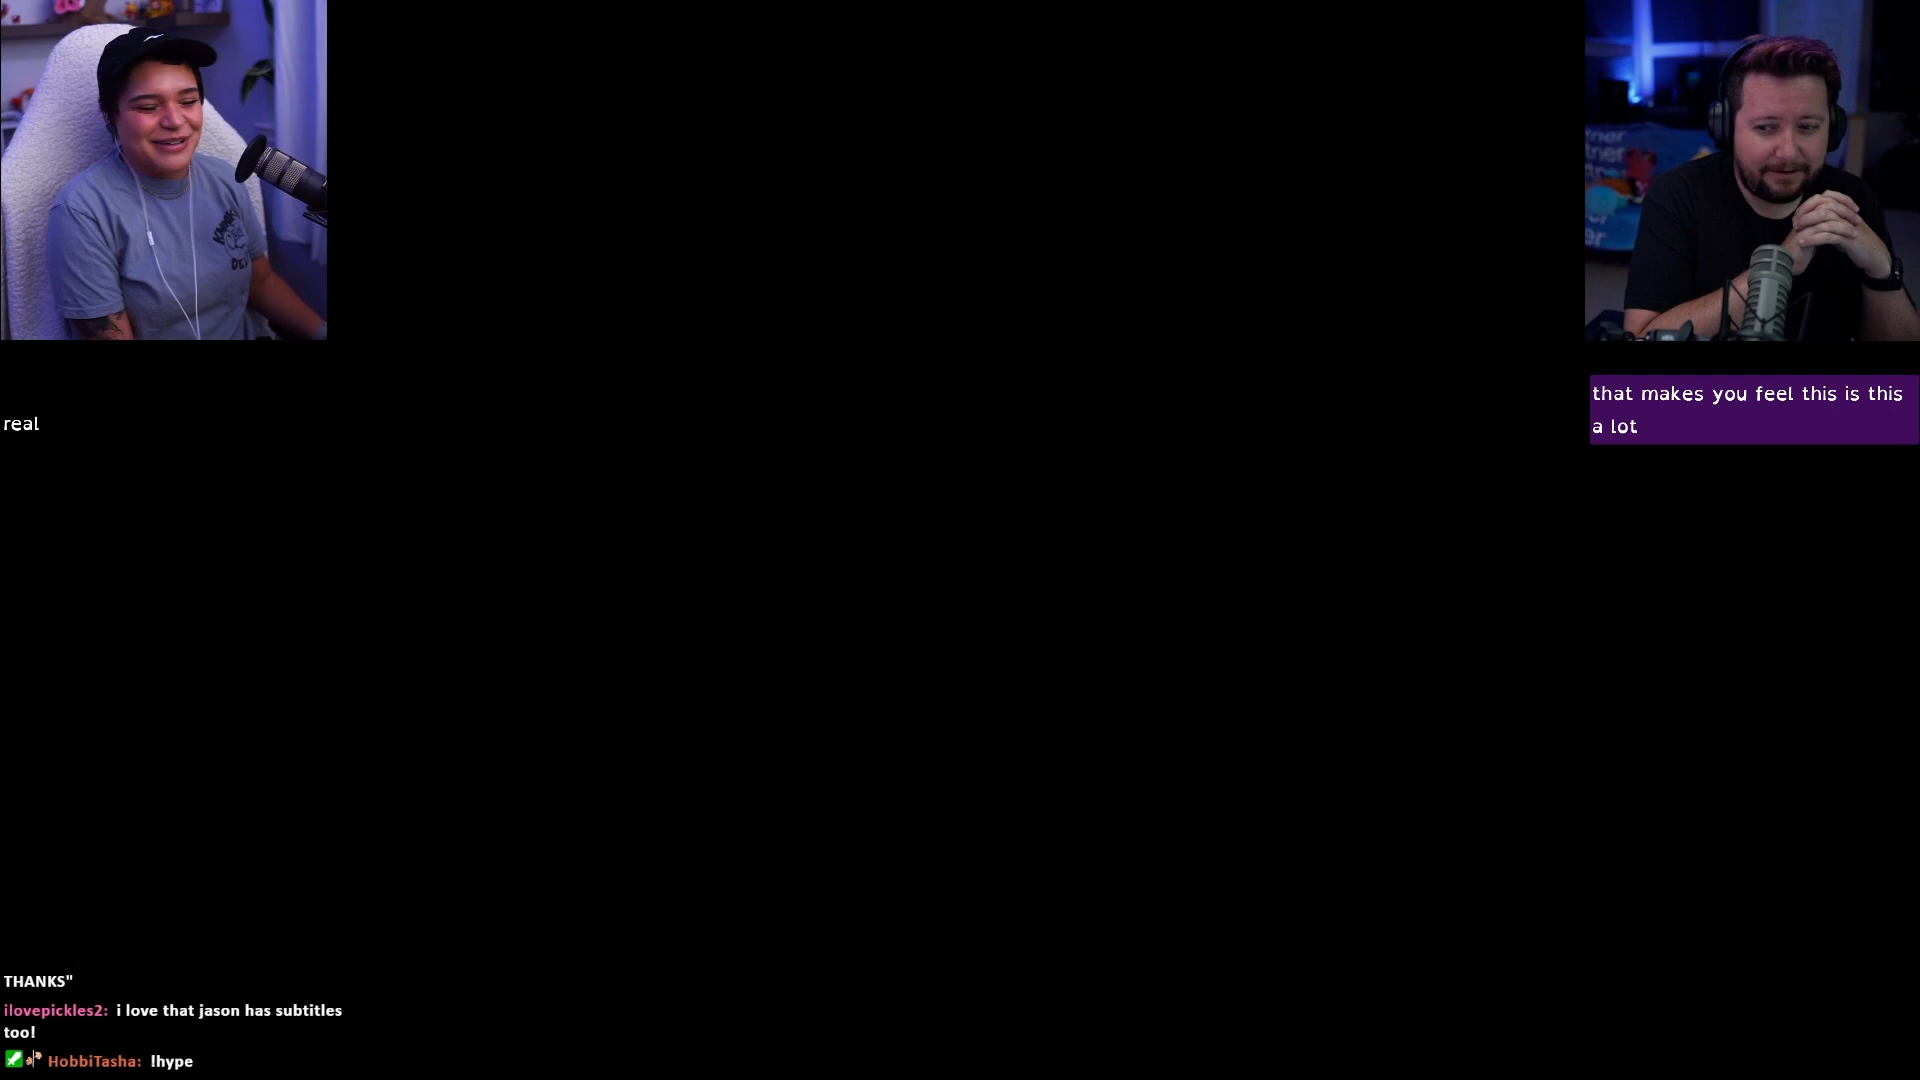 real
that makes you feel this is this
a lot
THANKS"
ilovepickles2: i love that jason has subtitles
too!
HobbiTasha: !hype